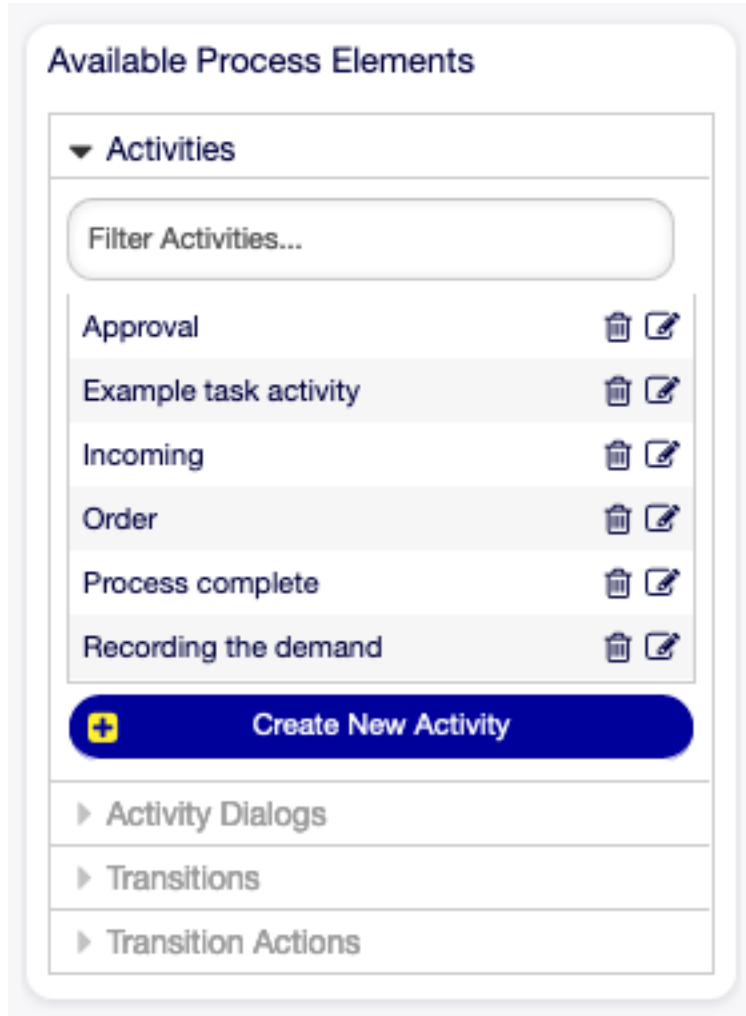 Available Process Elements
Activities
Filter Activities...
Approval
Example task activity
Incoming
Order
Process complete
Recording the demand
Create New Activity
Activity Dialogs
Transitions
Transition Actions